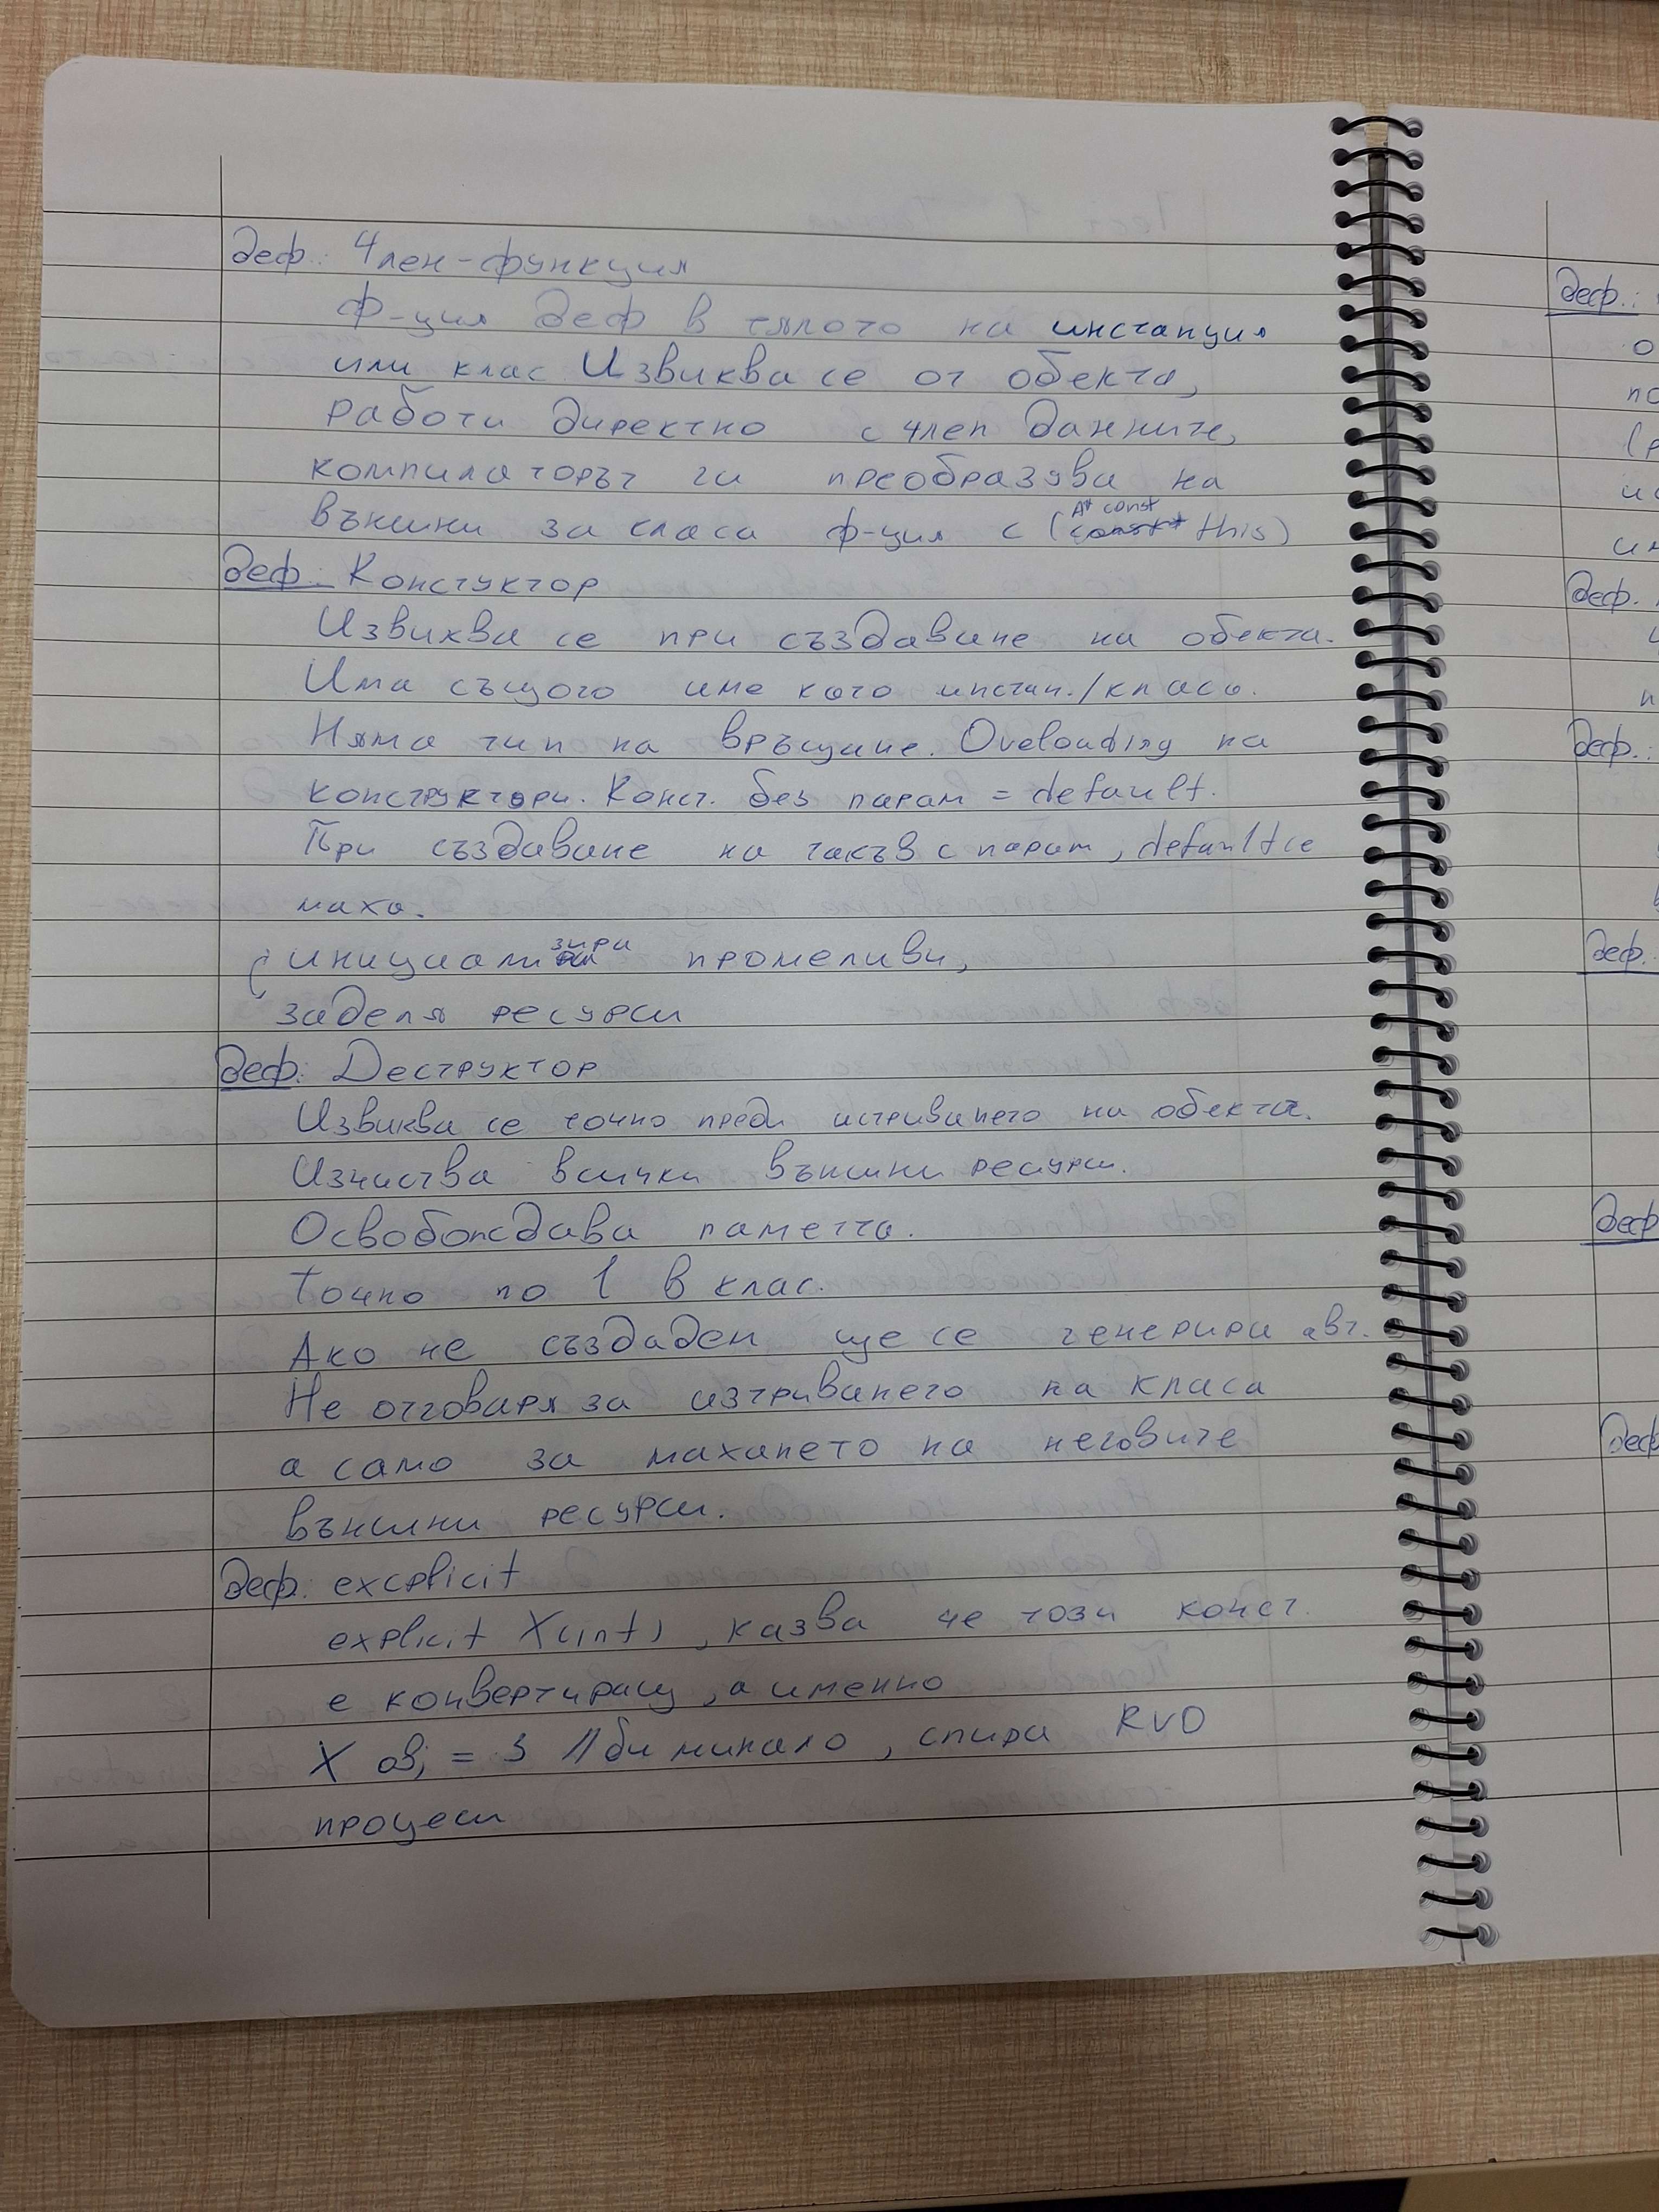 деф.: Член-функция
Ф-ция деф в тялото на инстанция
или клас Извиква се от обекта,
работи директно с член данните,
компилаторът ги преобразува на
външни за класа ф-ция с (A* const this)
деф: Констуктор
Извиква се при създаване на обекта.
Има същото име като инстан./класа.
Няма тип на връщане. Oveloading на
конструктори. Конст. без парам = default.
При създаване на такъв с парам, default се
маха.
(инициализира промеливи,
заделя ресурси
деф: Деструктор
Извиква се точно преди истриването на обекта.
Изчиства всички външни ресурси.
Освобождава паметта.
Точно по 1 в клас.
Ако не създаден ще се генерира авт.
Не отговаря за изтриването на класа
а само за махането на неговите
външни ресурси.
деф: excplicit
explicit X(int), казва че този конст.
е конвертиращ, а именно
X obj = 3 // би минало, спира RVO
процеси
деф.:
деф.
деф.:
деф.
деф
деф